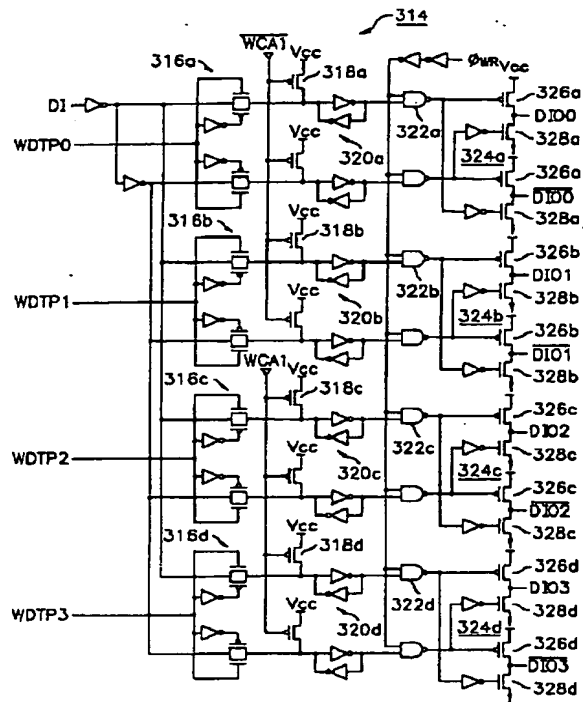 314
WCA1
316a
Vcc
318a
ØWR
Vcc
326a
DI
DIO0
322a
328a
WDTP0
Vcc
320a
324a
326a
DIO0
316b
Vcc
318b
328a
326b
DIO1
322b
328b
WDTP1
Vcc
320b
324b
326b
WCA1
DIO1
316c
Vcc
318c
328b
326c
DIO2
322c
328c
WDTP2
Vcc
320c
324c
326c
DIO2
316d
Vcc
318d
328c
326d
DIO3
322d
328d
WDTP3
Vcc
320d
324d
326d
DIO3
328d